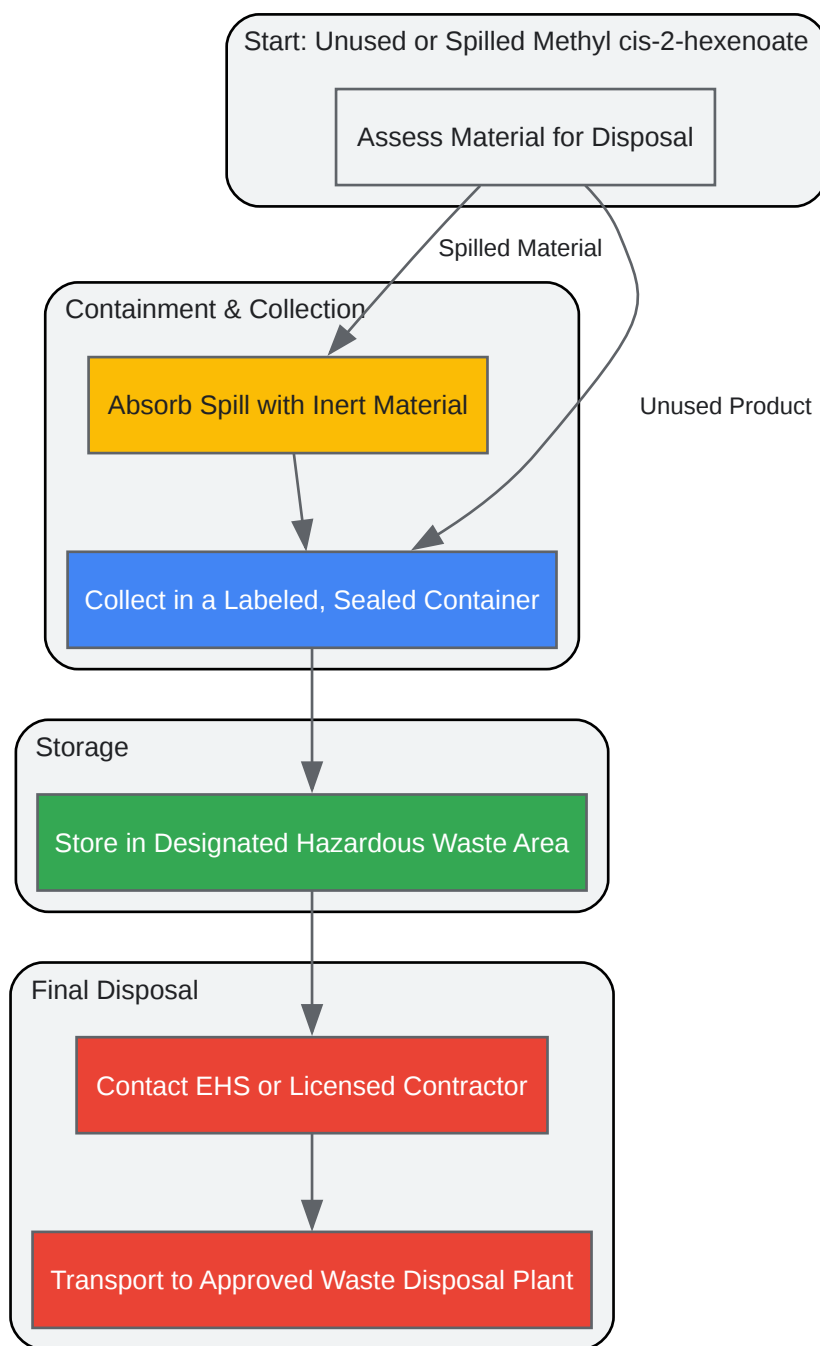 Start: Unused or Spilled Methyl cis-2-hexenoate
Assess Material for Disposal
Spilled Material
Containment & Collection
Absorb Spill with Inert Material
Unused Product
Collect in a Labeled, Sealed Container
Storage
Store in Designated Hazardous Waste Area
Final Disposal
Contact EHS or Licensed Contractor
Transport to Approved Waste Disposal Plant